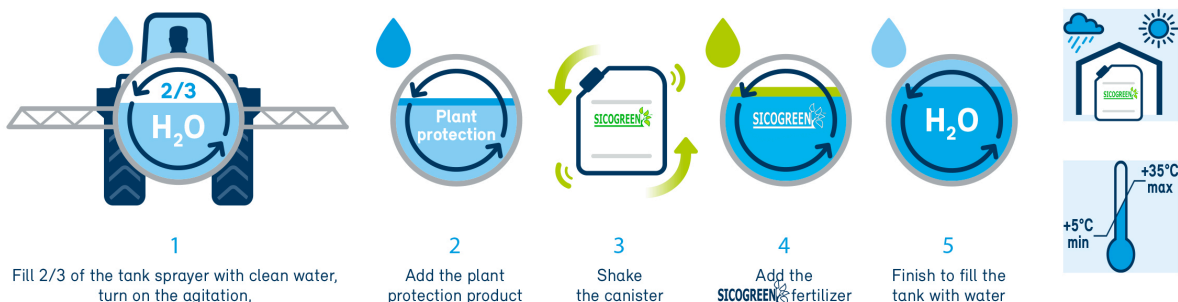 2/3
H₂O
1
Fill 2/3 of the tank sprayer with clean water,
turn on the agitation.
Plant
protection
2
Add the plant
protection product
SICOGREEN
3
Shake
the canister
SICOGREEN
4
Add the
SICOGREEN fertilizer
H₂O
5
Finish to fill the
tank with water
SICOGREEN
+35°C
max
+5°C
min